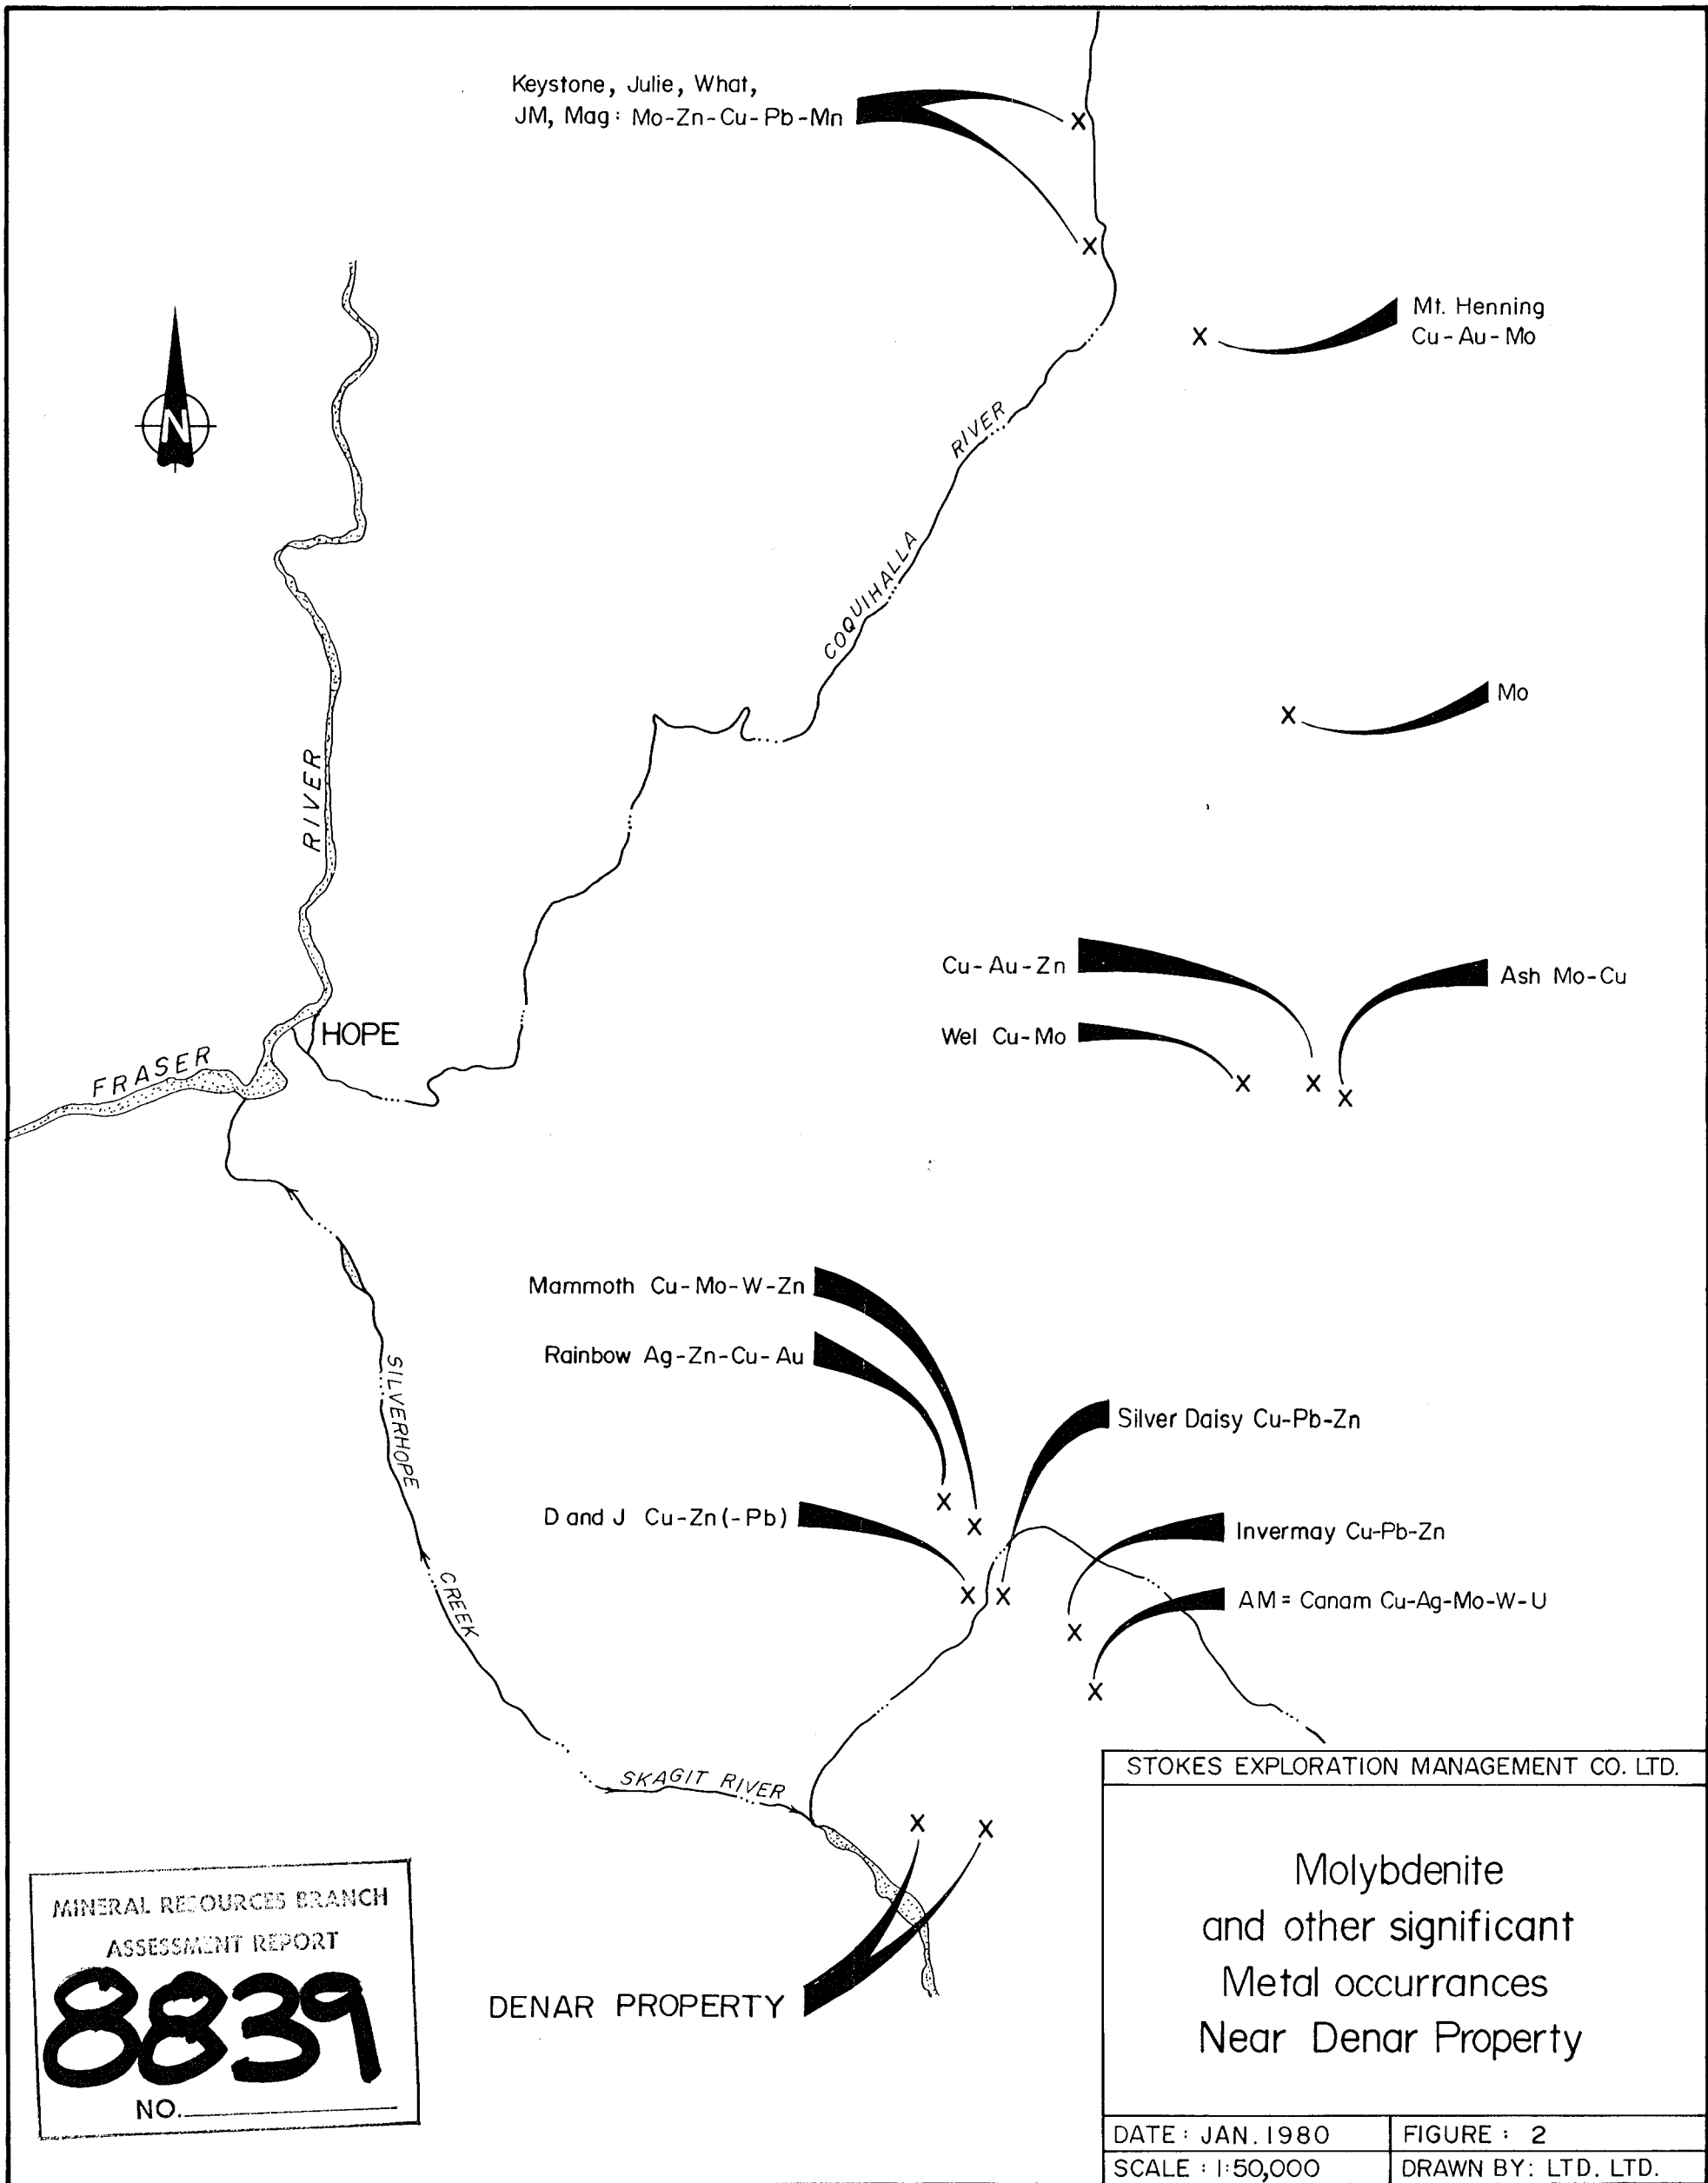 Keystone, Julie, What,
JM, Mag: Mo-Zn-Cu-Pb-Mn
Mt. Henning
Cu-Au-Mo
N
RIVER
COQUIHALLA
Mo
RIVER
Cu-Au-Zn
Ash Mo-Cu
Wel Cu-Mo
HOPE
FRASER
Mammoth Cu-Mo-W-Zn
Rainbow Ag-Zn-Cu-Au
SILVERHOPE
Silver Daisy Cu-Pb-Zn
D and J Cu-Zn(-Pb)
Invermay Cu-Pb-Zn
CREEK
AM = Canam Cu-Ag-Mo-W-U
SKAGIT RIVER
DENAR PROPERTY
MINERAL RESOURCES BRANCH
ASSESSMENT REPORT
8839
NO.
STOKES EXPLORATION MANAGEMENT CO. LTD.
Molybdenite
and other significant
Metal occurrances
Near Denar Property
DATE: JAN. 1980
FIGURE: 2
SCALE: 1:50,000
DRAWN BY: LTD. LTD.